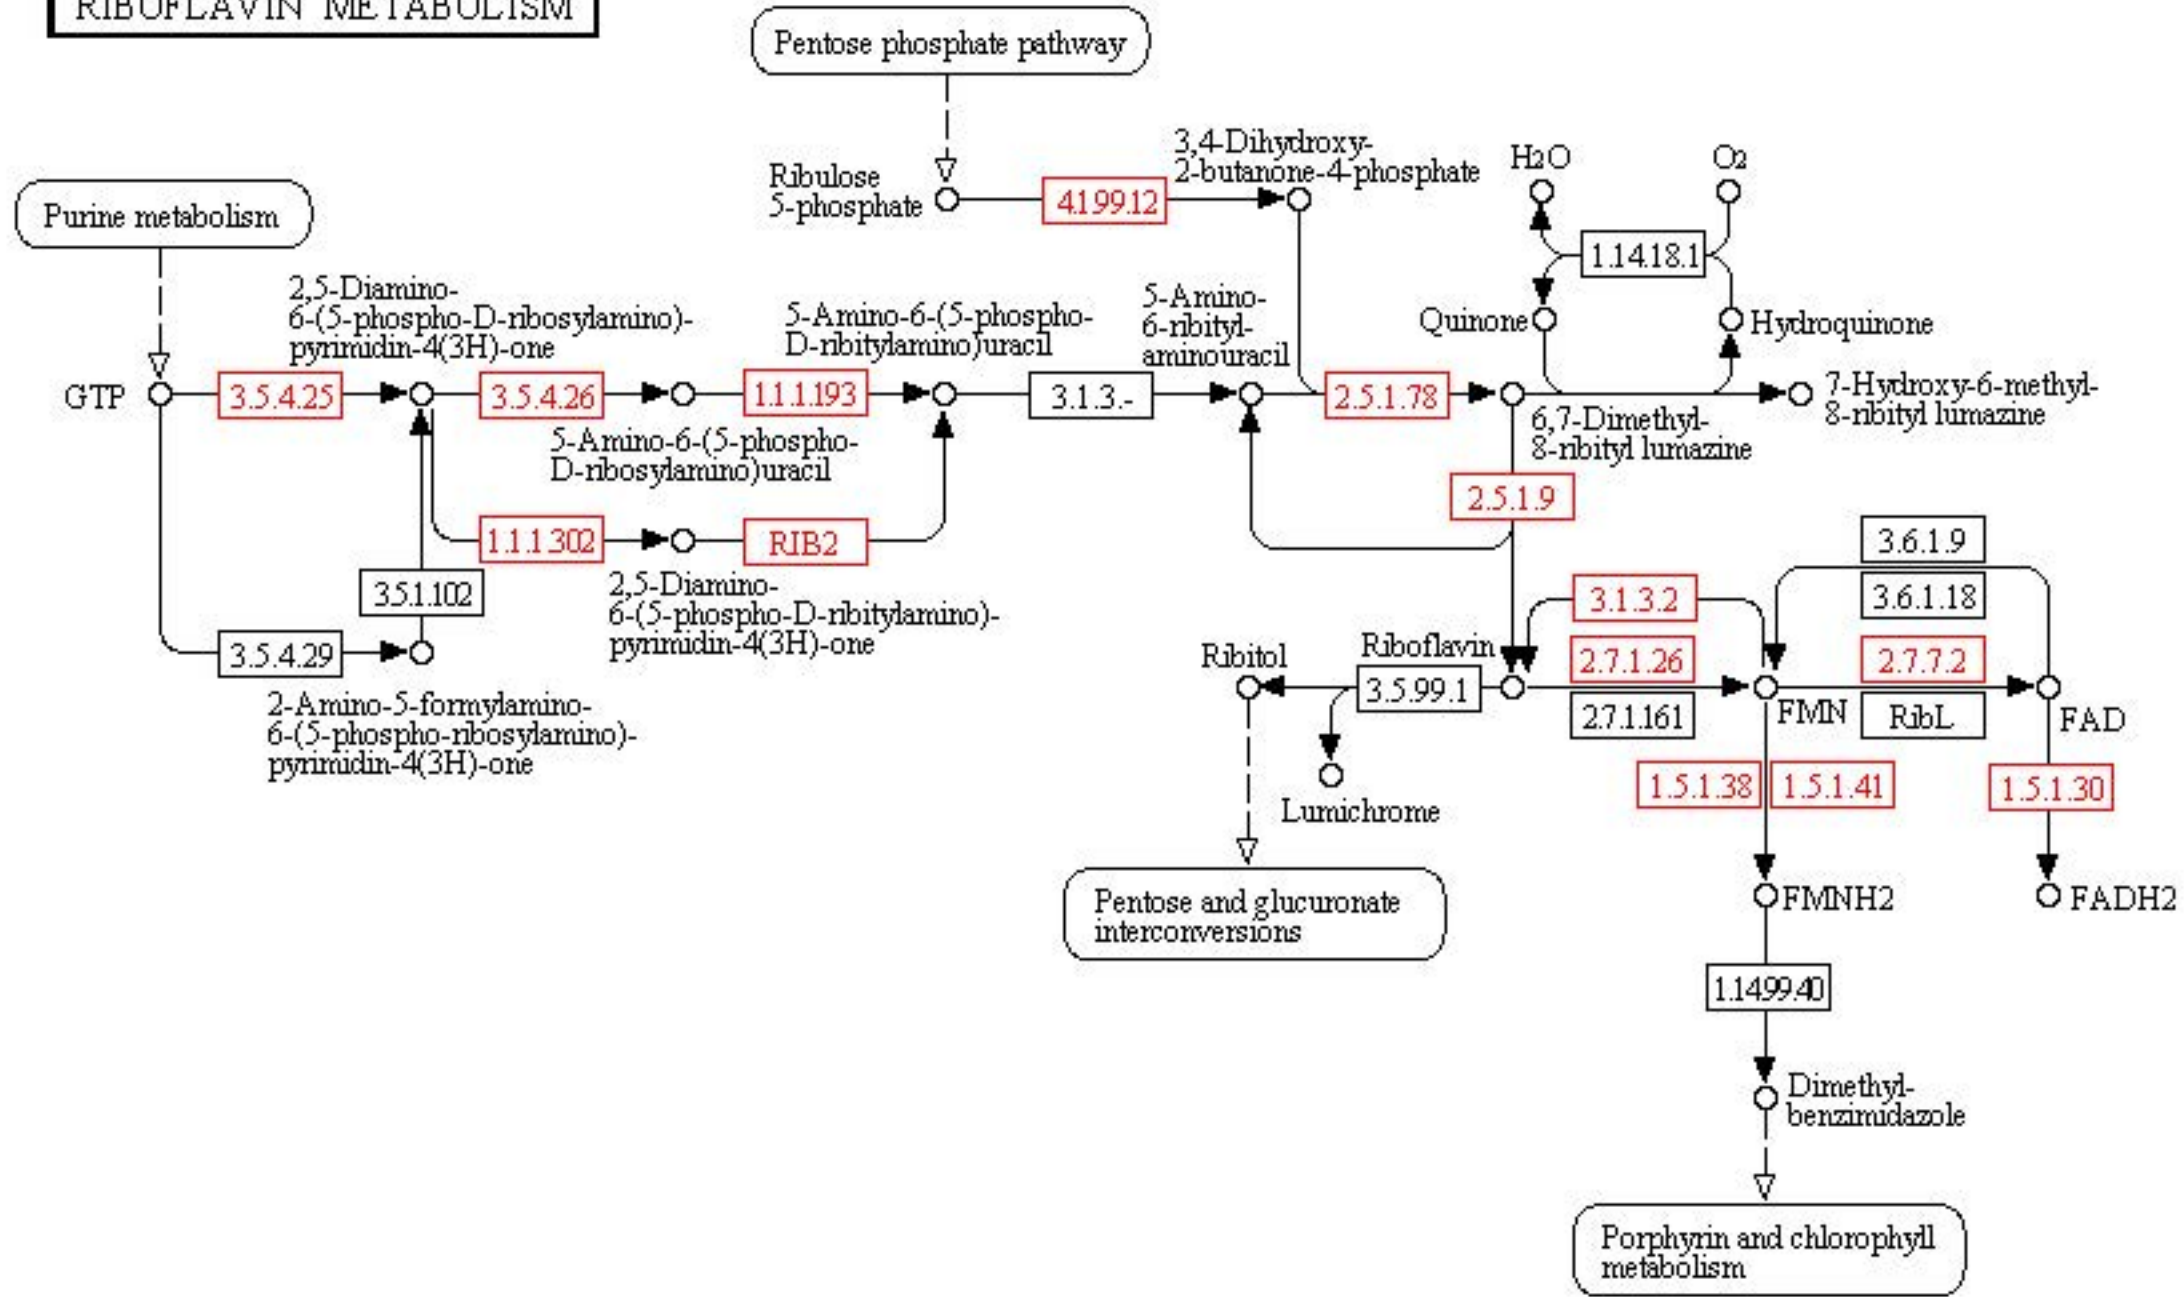 RIBOFLAVIN METABOLISM
Pentose phosphate pathway
3,4-Dihydroxy-
2-butanone-4-phosphate
H2O
O2
Ribulose
5-phosphate
4.1.99.12
Purine metabolism
1.14.18.1
2,5-Diamino-
6-(5-phospho-D-ribosylamino)-
pyrimidin-4(3H)-one
5-Amino-6-(5-phospho-
D-ribitylamino)uracil
5-Amino-
6-ribityl-
aminouracil
Quinone
Hydroquinone
GTP
3.5.4.25
3.5.4.26
1.1.1.193
3.1.3.-
2.5.1.78
7-Hydroxy-6-methyl-
8-ribityl lumazine
5-Amino-6-(5-phospho-
D-ribosylamino)uracil
6,7-Dimethyl-
8-ribityl lumazine
2.5.1.9
1.1.1.302
RIB2
3.6.1.9
3.5.1.102
2,5-Diamino-
6-(5-phospho-D-ribitylamino)-
pyrimidin-4(3H)-one
3.1.3.2
3.6.1.18
3.5.4.29
Ribitol
Riboflavin
2.7.1.26
2.7.7.2
3.5.99.1
2-Amino-5-formylamino-
6-(5-phospho-ribosylamino)-
pyrimidin-4(3H)-one
2.7.1.161
FMN
RibL
FAD
1.5.1.38
1.5.1.41
1.5.1.30
Lumichrome
Pentose and glucuronate
interconversions
FMNH2
FADH2
1.14.99.40
Dimethyl-
benzimidazole
Porphyrin and chlorophyll
metabolism